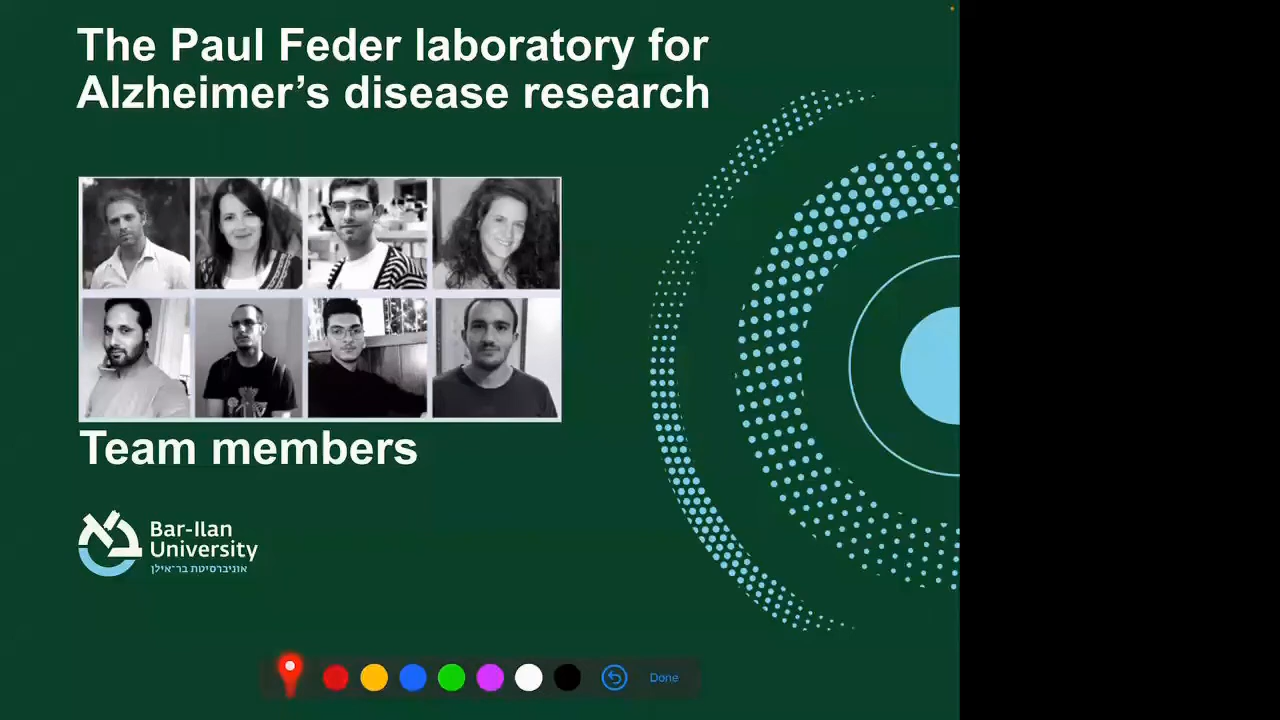 The Paul Feder laboratory for
Alzheimer’s disease research
Team members
Bar-Ilan
University
אוניברסיטת בר־אילן
Done